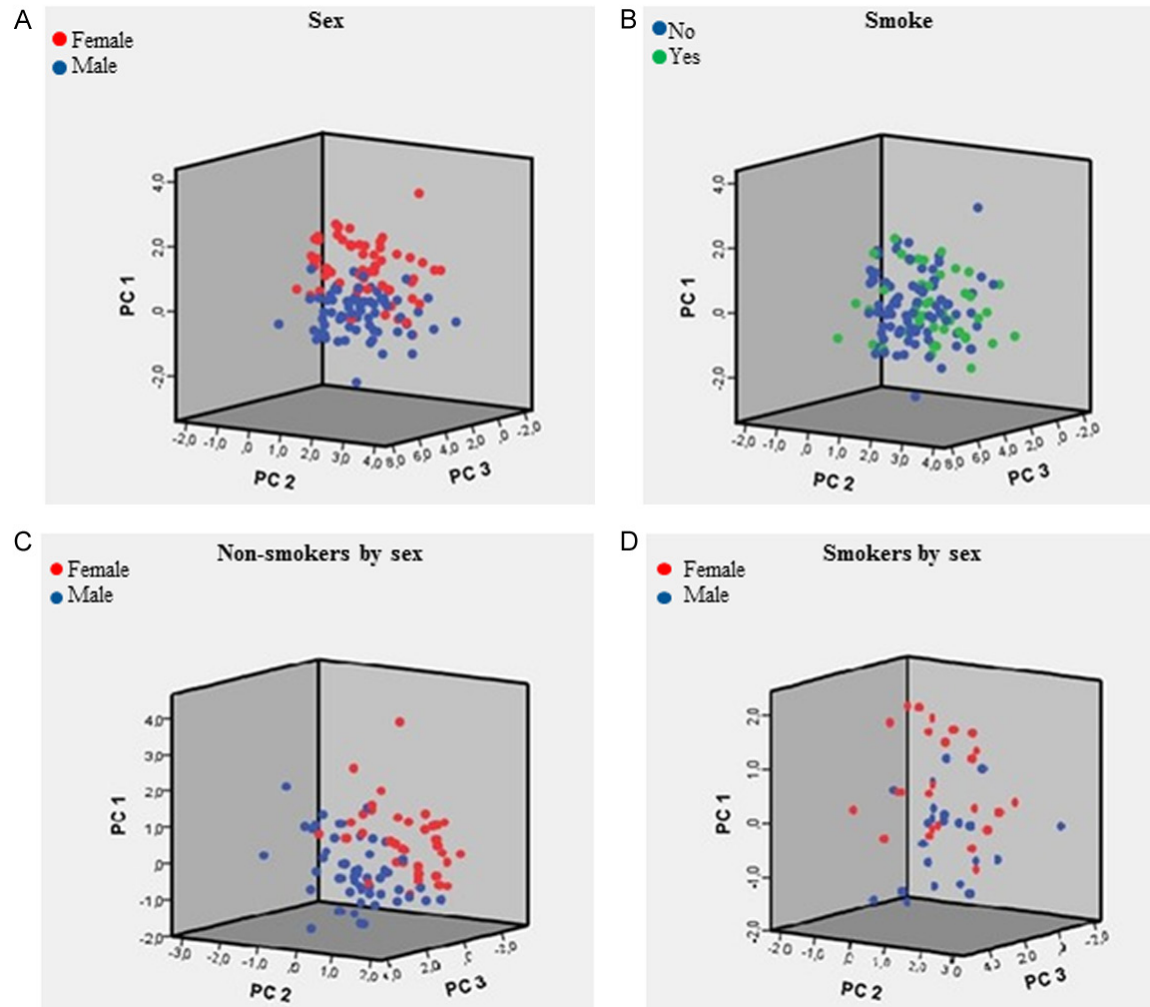 A
Sex
Female
Male
4,0
2,0
,0
-2,0
PC 1
-2,0 -1,0 ,0 1,0 2,0 3,0 4,0
PC 2
8,0 6,0 4,0 2,0 ,0 -2,0
PC 3
B
Smoke
No
Yes
4,0
2,0
,0
-2,0
PC 1
-2,0 -1,0 ,0 1,0 2,0 3,0 4,0
PC 2
8,0 6,0 4,0 2,0 ,0 -2,0
PC 3
C
Non-smokers by sex
Female
Male
4,0
3,0
2,0
1,0
,0
-1,0
-2,0
PC 1
-3,0 -2,0 -1,0 ,0 1,0 2,0
PC 2
2,0
PC 3
D
Smokers by sex
Female
Male
2,0
1,0
,0
-1,0
-2,0
PC 1
-2,0 -1,0 ,0 1,0 2,0 3,0
PC 2
4,0 2,0 -2,0
PC 3